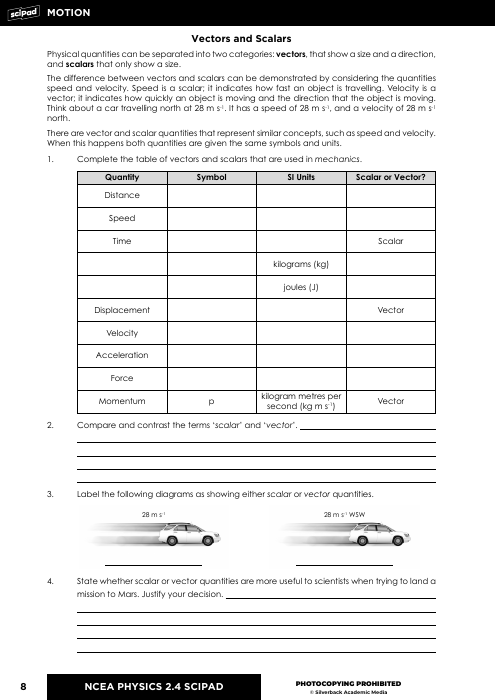 scipad MOTION
Vectors and Scalars
Physical quantities can be separated into two categories: vectors, that show a size and a direction,
and scalars that only show a size.
The difference between vectors and scalars can be demonstrated by considering the quantities
speed and velocity. Speed is a scalar; it indicates how fast an object is travelling. Velocity is a
vector; it indicates how quickly an object is moving and the direction that the object is moving.
Think about a car travelling north at 28 m s⁻¹. It has a speed of 28 m s⁻¹, and a velocity of 28 m s⁻¹
north.
There are vector and scalar quantities that represent similar concepts, such as speed and velocity.
When this happens both quantities are given the same symbols and units.
1. Complete the table of vectors and scalars that are used in mechanics.
Quantity Symbol SI Units Scalar or Vector?
Distance
Speed
Time Scalar
kilograms (kg)
joules (J)
Displacement Vector
Velocity
Acceleration
Force
Momentum p kilogram metres per second (kg m s⁻¹) Vector
2. Compare and contrast the terms ‘scalar’ and ‘vector’.
3. Label the following diagrams as showing either scalar or vector quantities.
28 m s⁻¹ 28 m s⁻¹ WSW
4. State whether scalar or vector quantities are more useful to scientists when trying to land a
mission to Mars. Justify your decision.
8 NCEA PHYSICS 2.4 SCIPAD PHOTOCOPYING PROHIBITED
© Silverback Academic Media